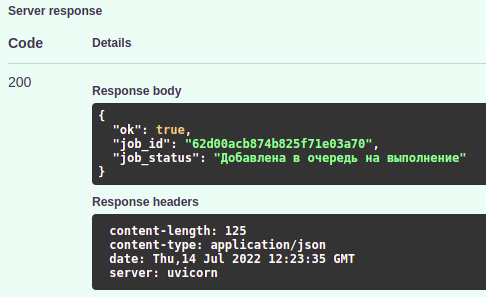 Server response
Code Details
200
Response body
{
  "ok": true,
  "job_id": "62d00acb874b825f71e03a70",
  "job_status": "Добавлена в очередь на выполнение"
}
Response headers
content-length: 125
content-type: application/json
date: Thu,14 Jul 2022 12:23:35 GMT
server: uvicorn